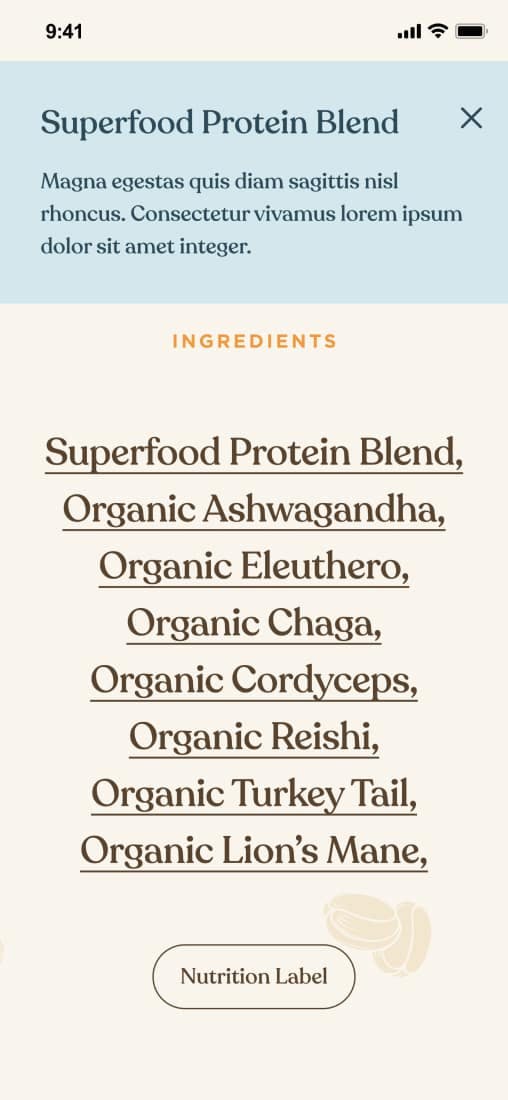 9:41
Superfood Protein Blend
Magna egestas quis diam sagittis nisl
rhoncus. Consectetur vivamus lorem ipsum
dolor sit amet integer.
INGREDIENTS
Superfood Protein Blend,
Organic Ashwagandha,
Organic Eleuthero,
Organic Chaga,
Organic Cordyceps,
Organic Reishi,
Organic Turkey Tail,
Organic Lion’s Mane,
Nutrition Label